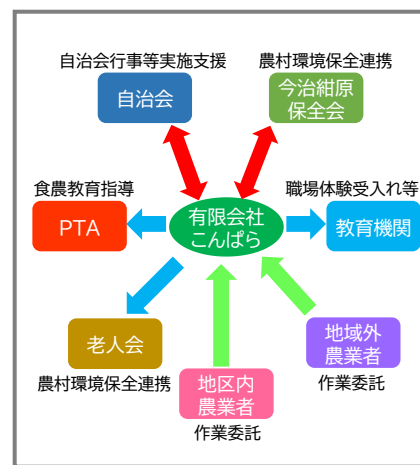 自治会行事等実施支援
自治会
農村環境保全連携
今治紺原
保全会
食農教育指導
PTA
有限会社
こんぱら
職場体験受入れ等
教育機関
老人会
農村環境保全連携
地区内
農業者
作業委託
地域外
農業者
作業委託